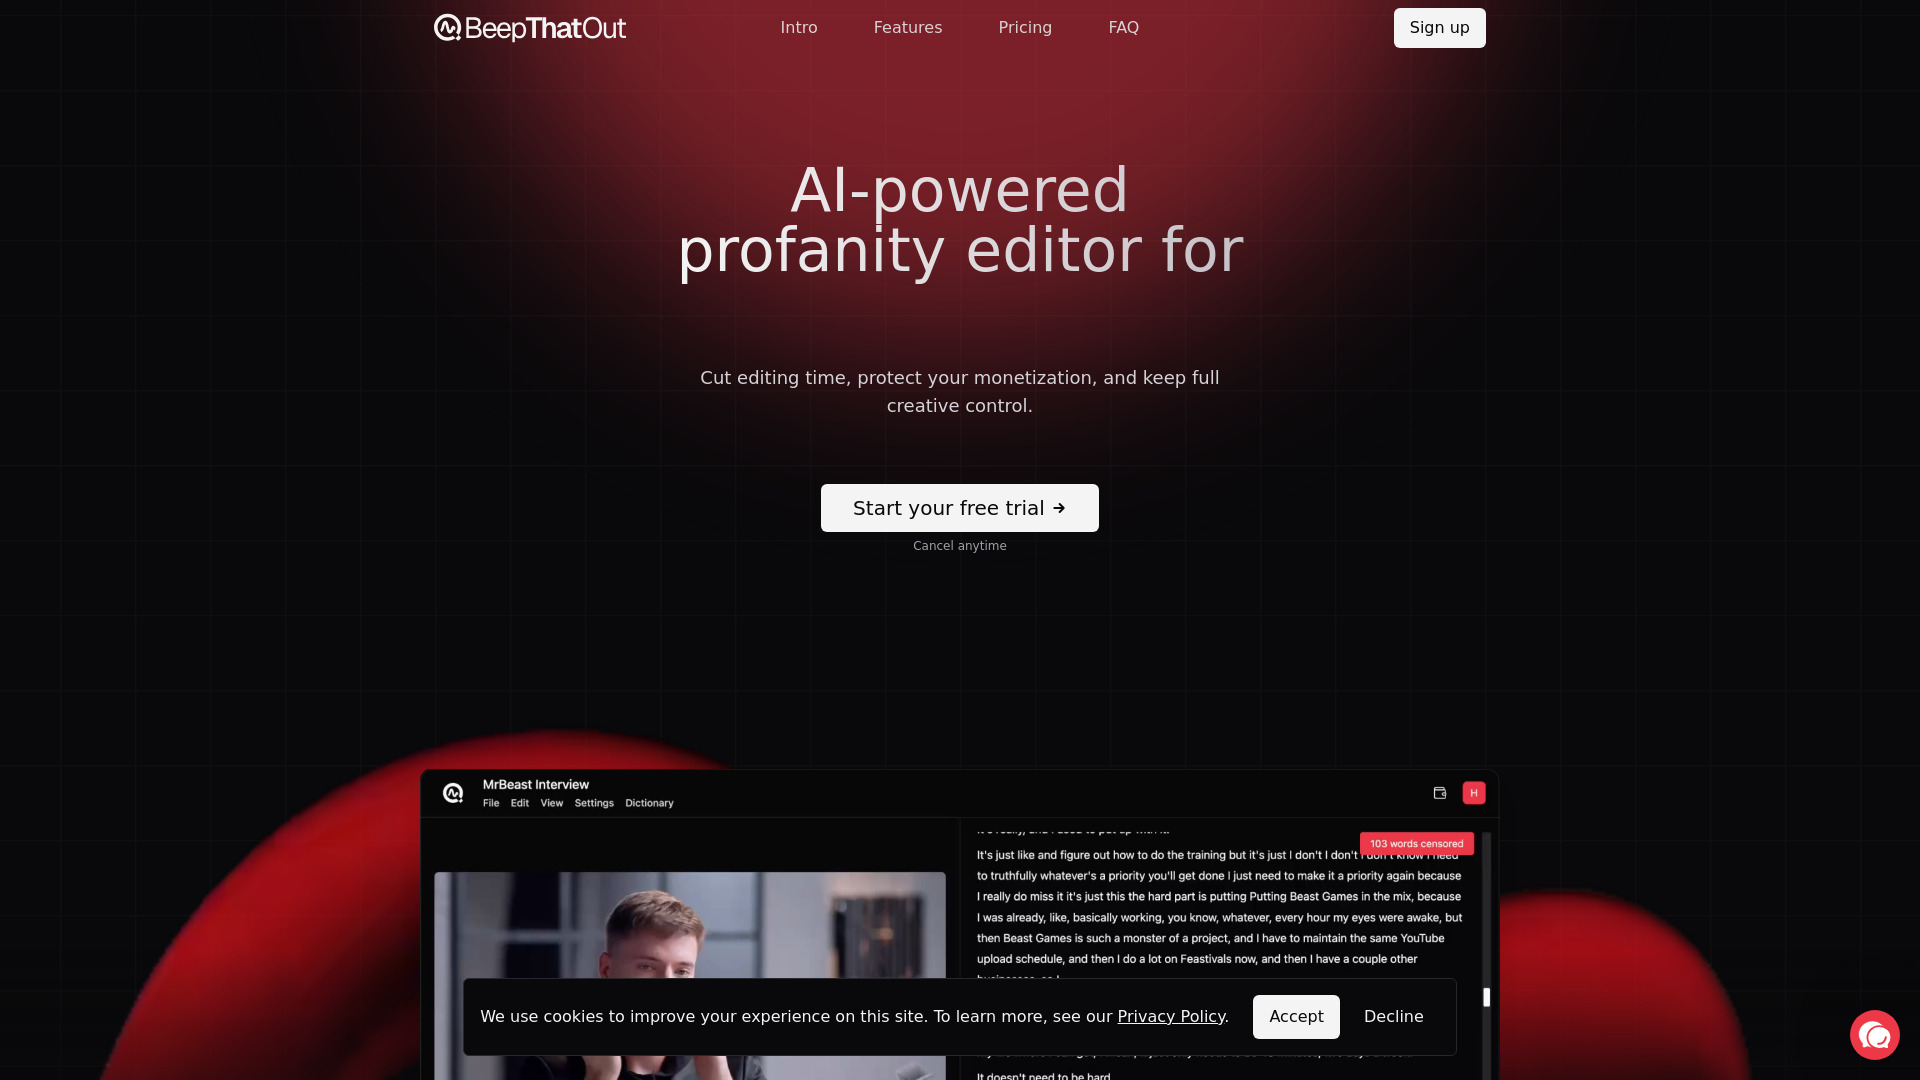 BeepThatOut
Intro
Features
Pricing
FAQ
Sign up
AI-powered
profanity editor for
Cut editing time, protect your monetization, and keep full
creative control.
Start your free trial →
Cancel anytime
MrBeast Interview
File Edit View Settings Dictionary
H
103 words censored
It's just like and figure out how to do the training but it's just I don't I don't I don't know I need
to truthfully whatever's a priority you'll get done I just need to make it a priority again because
I really do miss it it's just this the hard part is putting Putting Beast Games in the mix, because
I was already, like, basically working, you know, whatever, every hour my eyes were awake, but
then Beast Games is such a monster of a project, and I have to maintain the same YouTube
upload schedule, and then I do a lot on Feastivals now, and then I have a couple other
We use cookies to improve your experience on this site. To learn more, see our Privacy Policy.
Accept
Decline
It doesn't need to be hard